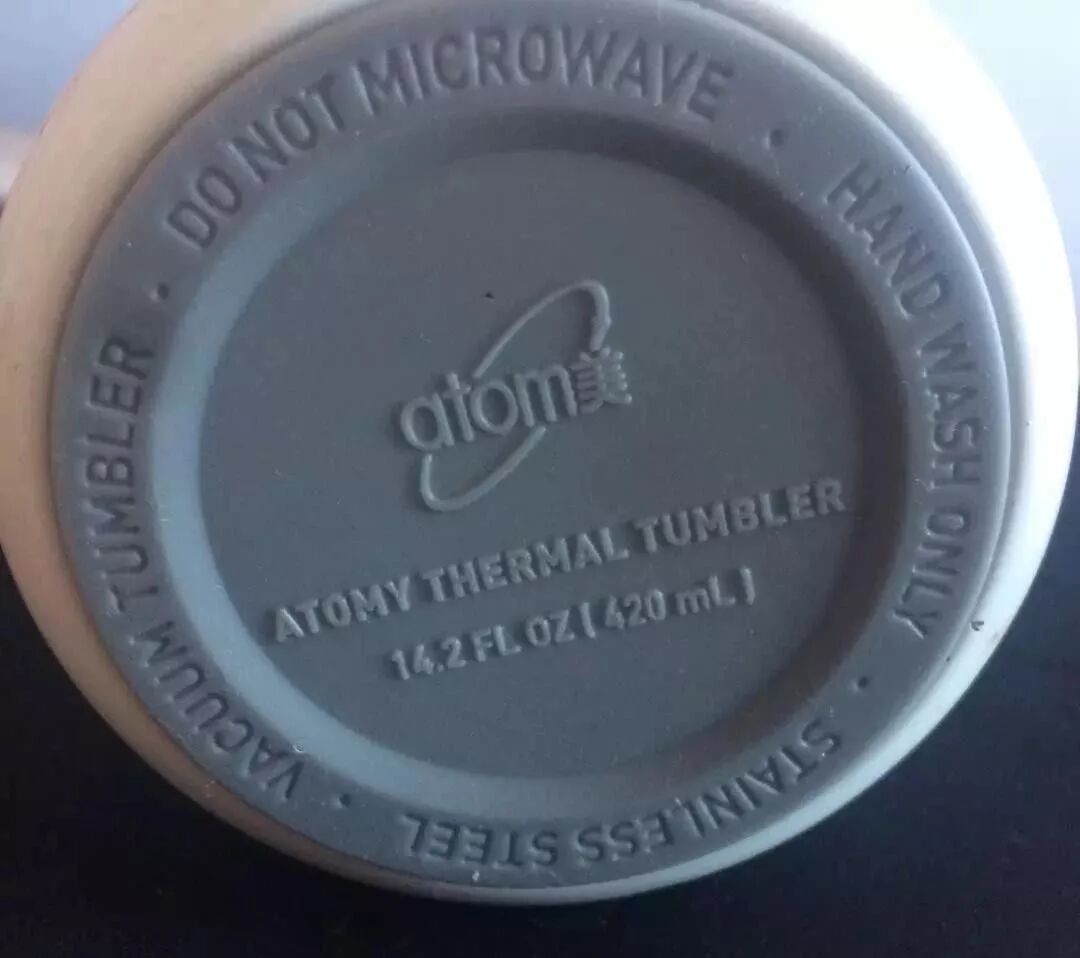 DO NOT MICROWAVE · HAND WASH ONLY · STAINLESS STEEL · VACUUM TUMBLER ·
atom美
ATOMY THERMAL TUMBLER
14.2 FL OZ ( 420 mL )